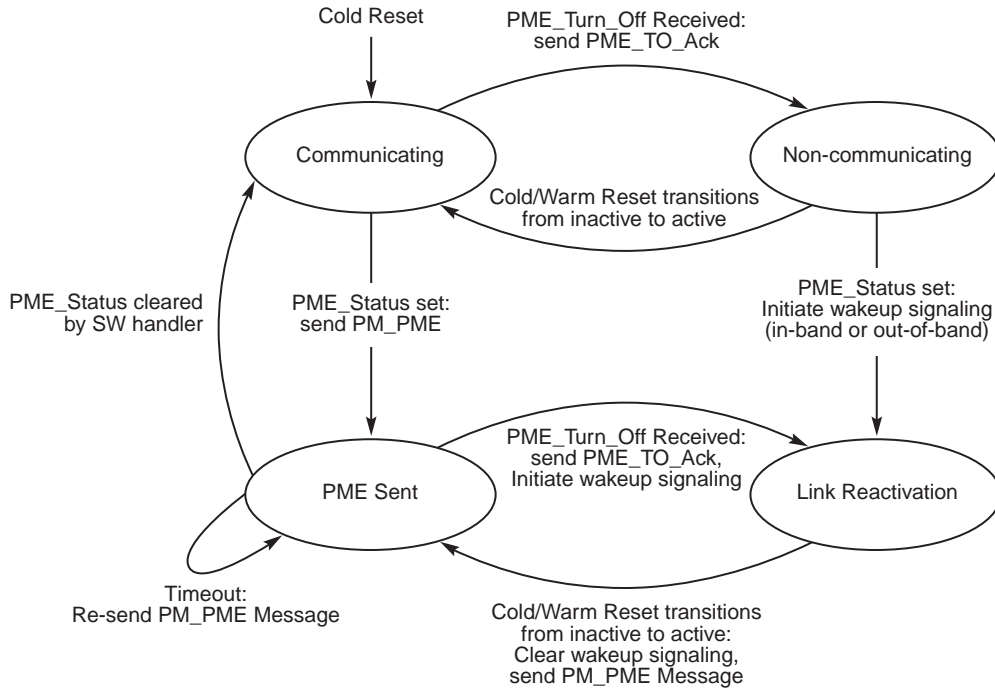 Cold Reset
PME_Turn_Off Received:
send PME_TO_Ack
Communicating
Non-communicating
Cold/Warm Reset transitions
from inactive to active
PME_Status cleared
by SW handler
PME_Status set:
send PM_PME
PME_Status set:
Initiate wakeup signaling
(in-band or out-of-band)
PME_Turn_Off Received:
send PME_TO_Ack,
Initiate wakeup signaling
PME Sent
Link Reactivation
Timeout:
Re-send PM_PME Message
Cold/Warm Reset transitions
from inactive to active:
Clear wakeup signaling,
send PM_PME Message